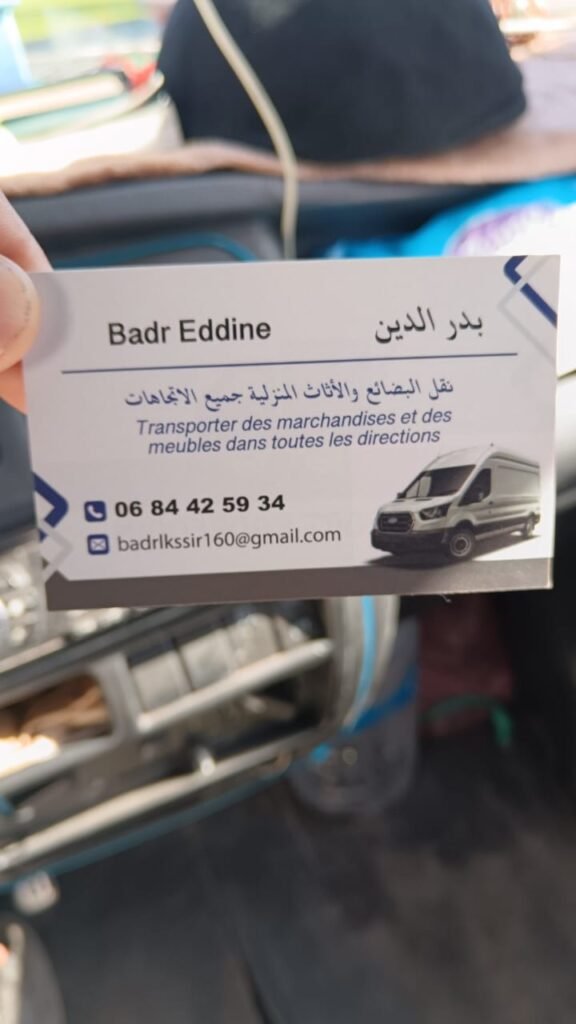 Badr Eddine
بدر الدين
نقل البضائع والأثاث المنزلية جميع الاتجاهات
Transporter des marchandises et des
meubles dans toutes les directions
06 84 42 59 34
badrlkssir160@gmail.com